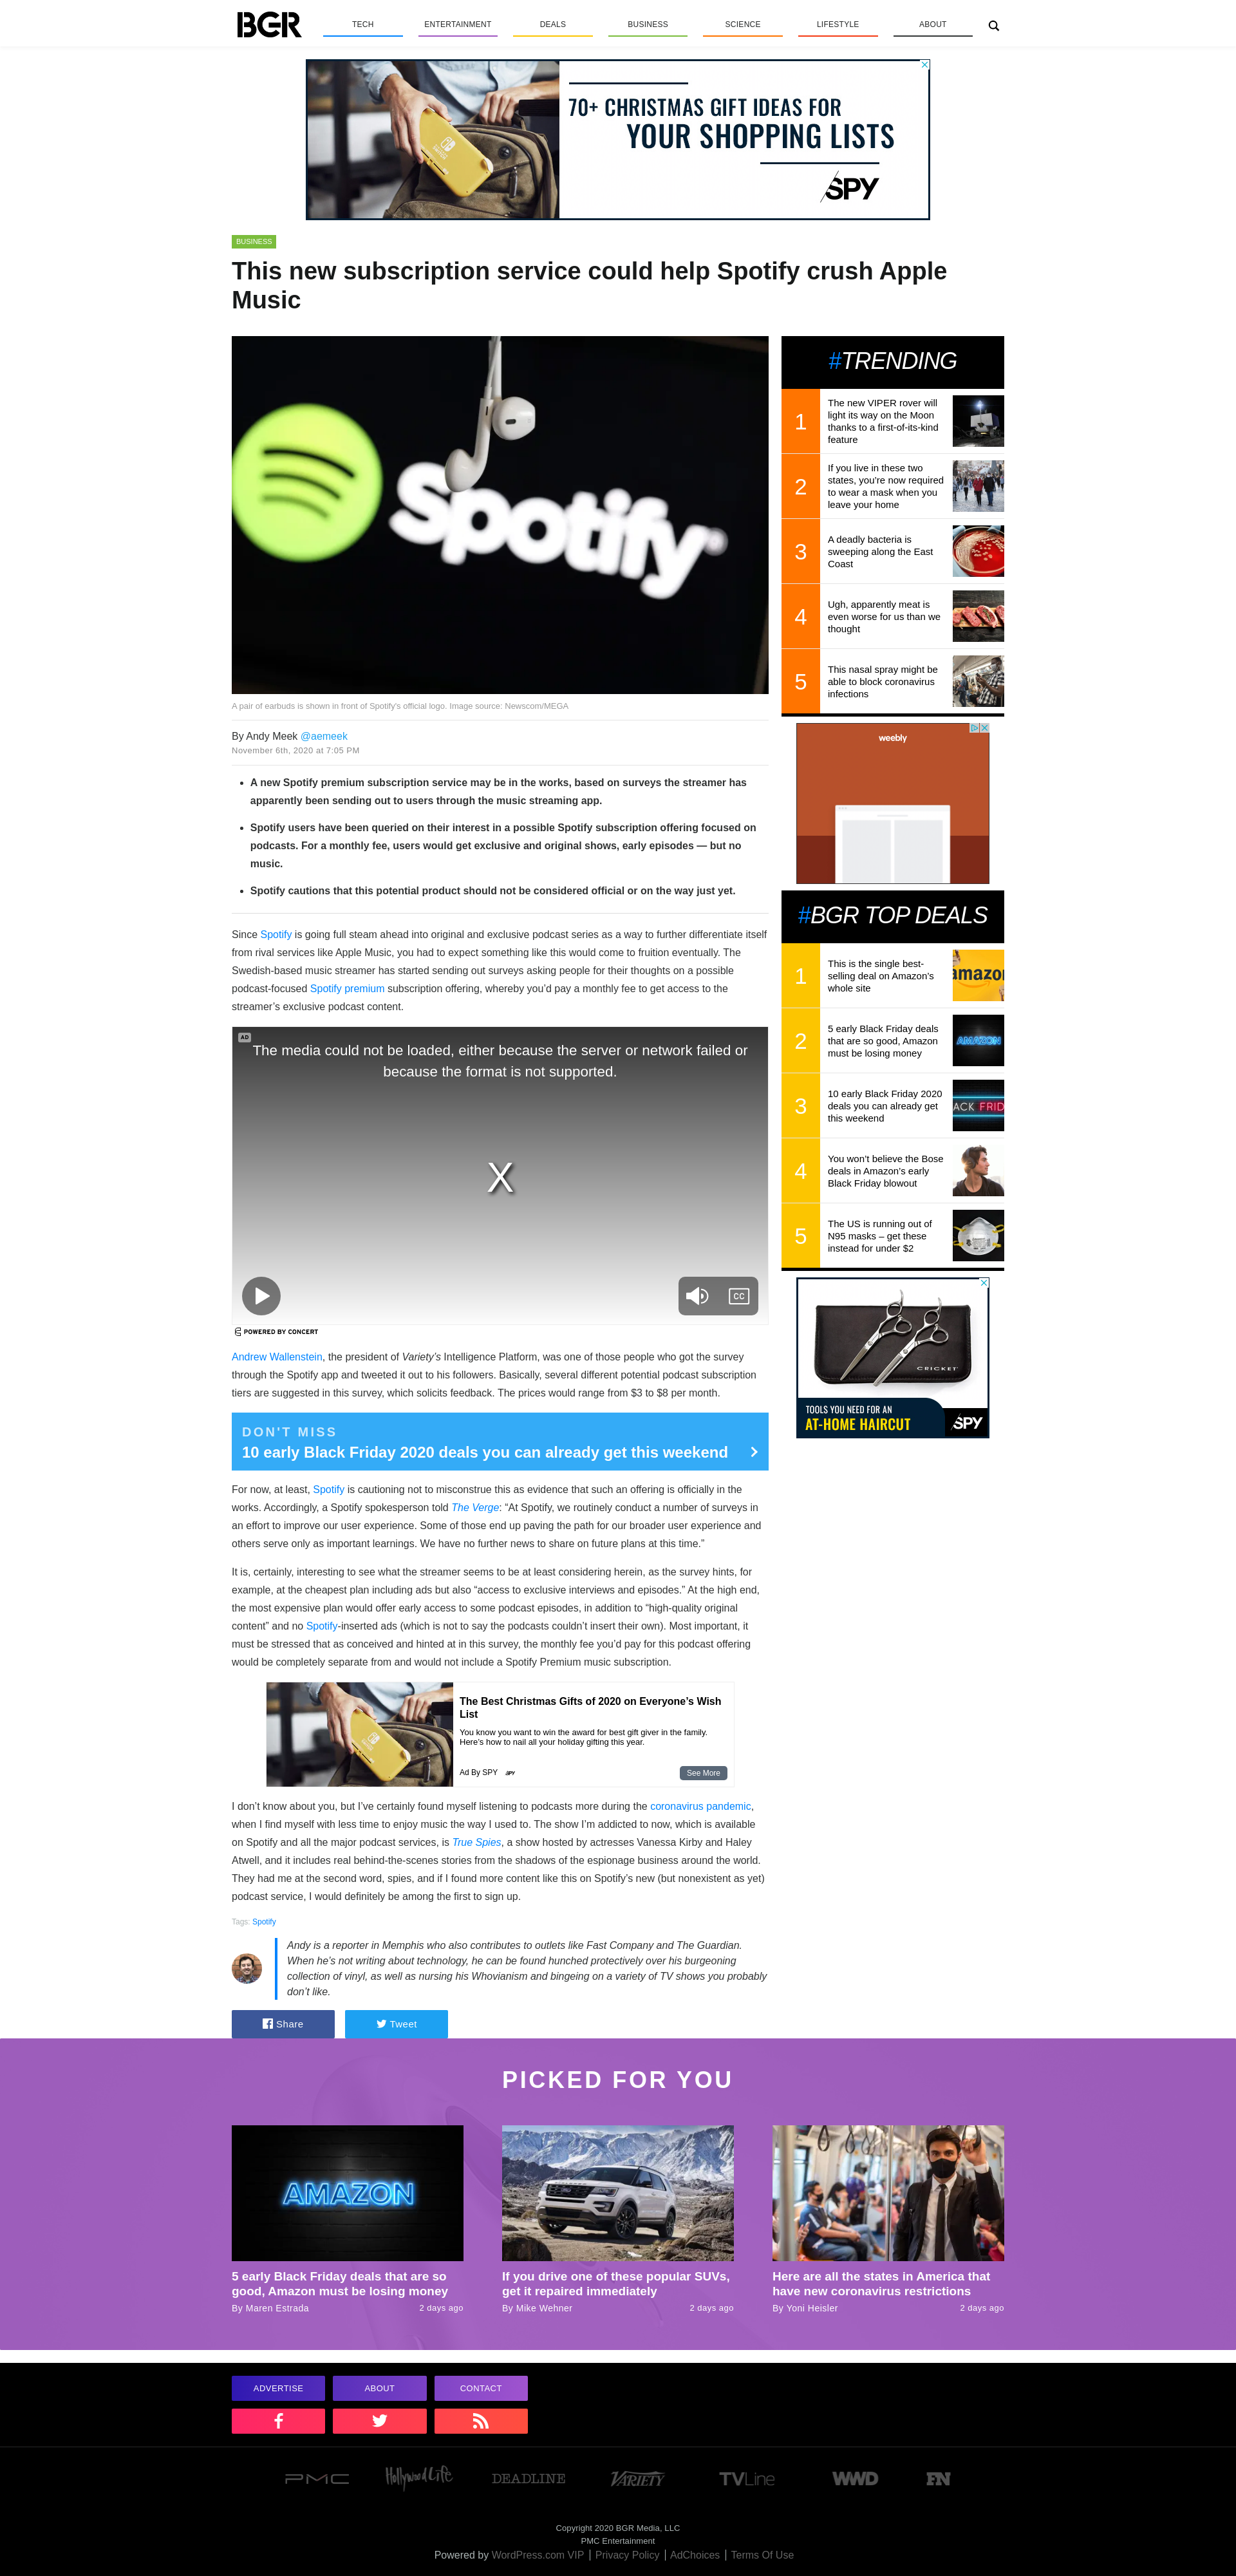 BGR
TECH
ENTERTAINMENT
DEALS
BUSINESS
SCIENCE
LIFESTYLE
ABOUT
70+ CHRISTMAS GIFT IDEAS FOR
YOUR SHOPPING LISTS
SPY
BUSINESS
This new subscription service could help Spotify crush Apple
Music
Spotify
A pair of earbuds is shown in front of Spotify's official logo. Image source: Newscom/MEGA
By Andy Meek @aemeek
November 6th, 2020 at 7:05 PM
• A new Spotify premium subscription service may be in the works, based on surveys the streamer has
apparently been sending out to users through the music streaming app.
• Spotify users have been queried on their interest in a possible Spotify subscription offering focused on
podcasts. For a monthly fee, users would get exclusive and original shows, early episodes — but no
music.
• Spotify cautions that this potential product should not be considered official or on the way just yet.
Since Spotify is going full steam ahead into original and exclusive podcast series as a way to further differentiate itself
from rival services like Apple Music, you had to expect something like this would come to fruition eventually. The
Swedish-based music streamer has started sending out surveys asking people for their thoughts on a possible
podcast-focused Spotify premium subscription offering, whereby you'd pay a monthly fee to get access to the
streamer's exclusive podcast content.
AD
The media could not be loaded, either because the server or network failed or
because the format is not supported.
X
CC
POWERED BY CONCERT
Andrew Wallenstein, the president of Variety's Intelligence Platform, was one of those people who got the survey
through the Spotify app and tweeted it out to his followers. Basically, several different potential podcast subscription
tiers are suggested in this survey, which solicits feedback. The prices would range from $3 to $8 per month.
DON'T MISS
10 early Black Friday 2020 deals you can already get this weekend
For now, at least, Spotify is cautioning not to misconstrue this as evidence that such an offering is officially in the
works. Accordingly, a Spotify spokesperson told The Verge: “At Spotify, we routinely conduct a number of surveys in
an effort to improve our user experience. Some of those end up paving the path for our broader user experience and
others serve only as important learnings. We have no further news to share on future plans at this time.”
It is, certainly, interesting to see what the streamer seems to be at least considering herein, as the survey hints, for
example, at the cheapest plan including ads but also “access to exclusive interviews and episodes.” At the high end,
the most expensive plan would offer early access to some podcast episodes, in addition to “high-quality original
content” and no Spotify-inserted ads (which is not to say the podcasts couldn't insert their own). Most important, it
must be stressed that as conceived and hinted at in this survey, the monthly fee you'd pay for this podcast offering
would be completely separate from and would not include a Spotify Premium music subscription.
The Best Christmas Gifts of 2020 on Everyone's Wish
List
You know you want to win the award for best gift giver in the family.
Here's how to nail all your holiday gifting this year.
Ad By SPY SPY
See More
I don't know about you, but I've certainly found myself listening to podcasts more during the coronavirus pandemic,
when I find myself with less time to enjoy music the way I used to. The show I'm addicted to now, which is available
on Spotify and all the major podcast services, is True Spies, a show hosted by actresses Vanessa Kirby and Haley
Atwell, and it includes real behind-the-scenes stories from the shadows of the espionage business around the world.
They had me at the second word, spies, and if I found more content like this on Spotify's new (but nonexistent as yet)
podcast service, I would definitely be among the first to sign up.
Tags: Spotify
Andy is a reporter in Memphis who also contributes to outlets like Fast Company and The Guardian.
When he's not writing about technology, he can be found hunched protectively over his burgeoning
collection of vinyl, as well as nursing his Whovianism and bingeing on a variety of TV shows you probably
don't like.
Share
Tweet
#TRENDING
1
The new VIPER rover will
light its way on the Moon
thanks to a first-of-its-kind
feature
2
If you live in these two
states, you're now required
to wear a mask when you
leave your home
3
A deadly bacteria is
sweeping along the East
Coast
4
Ugh, apparently meat is
even worse for us than we
thought
5
This nasal spray might be
able to block coronavirus
infections
weebly
#BGR TOP DEALS
1
This is the single best-
selling deal on Amazon's
whole site
amazon
2
5 early Black Friday deals
that are so good, Amazon
must be losing money
AMAZON
3
10 early Black Friday 2020
deals you can already get
this weekend
ACK FRID
4
You won't believe the Bose
deals in Amazon's early
Black Friday blowout
5
The US is running out of
N95 masks – get these
instead for under $2
CRICKET
TOOLS YOU NEED FOR AN
AT-HOME HAIRCUT
SPY
PICKED FOR YOU
AMAZON
5 early Black Friday deals that are so
good, Amazon must be losing money
By Maren Estrada
2 days ago
If you drive one of these popular SUVs,
get it repaired immediately
By Mike Wehner
2 days ago
Here are all the states in America that
have new coronavirus restrictions
By Yoni Heisler
2 days ago
ADVERTISE
ABOUT
CONTACT
PMC
HollywoodLife
DEADLINE
VARIETY
TVLine
WWD
FN
Copyright 2020 BGR Media, LLC
PMC Entertainment
Powered by WordPress.com VIP | Privacy Policy | AdChoices | Terms Of Use